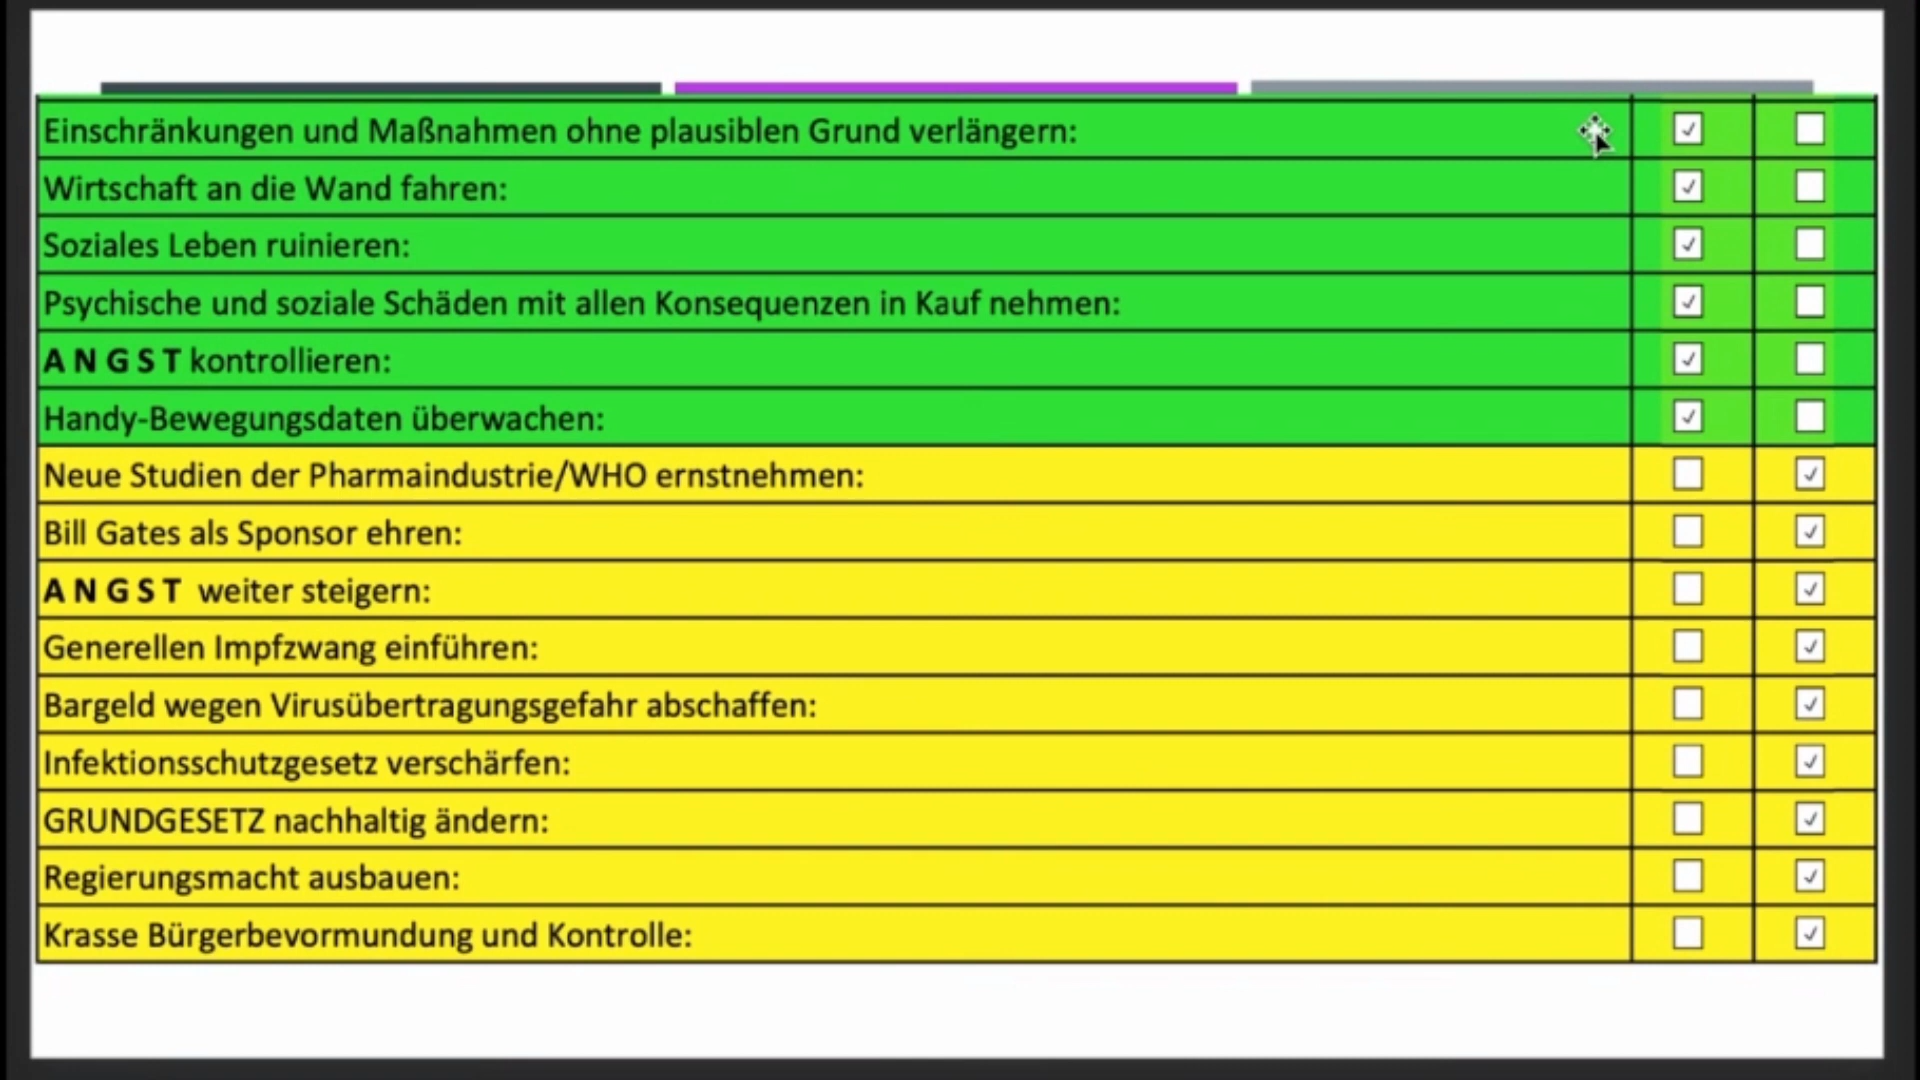 Einschränkungen und Maßnahmen ohne plausiblen Grund verlängern:
Wirtschaft an die Wand fahren:
Soziales Leben ruinieren:
Psychische und soziale Schäden mit allen Konsequenzen in Kauf nehmen:
A N G S T kontrollieren:
Handy-Bewegungsdaten überwachen:
Neue Studien der Pharmaindustrie/WHO ernstnehmen:
Bill Gates als Sponsor ehren:
A N G S T weiter steigern:
Generellen Impfzwang einführen:
Bargeld wegen Virusübertragungsgefahr abschaffen:
Infektionsschutzgesetz verschärfen:
GRUNDGESETZ nachhaltig ändern:
Regierungsmacht ausbauen:
Krasse Bürgerbevormundung und Kontrolle: